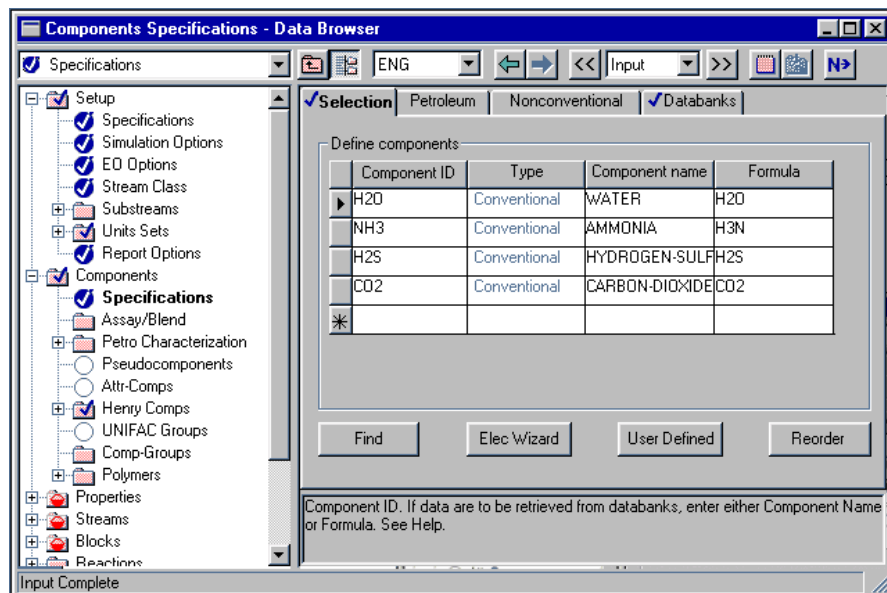 Components Specifications - Data Browser
Specifications
ENG
<<
Input
>>
N
Setup
Specifications
Simulation Options
EO Options
Stream Class
Substreams
Units Sets
Report Options
Components
Specifications
Assay/Blend
Petro Characterization
Pseudocomponents
Attr-Comps
Henry Comps
UNIFAC Groups
Comp-Groups
Polymers
Properties
Streams
Blocks
Reactions
Selection Petroleum Nonconventional Databanks
Define components
Component ID Type Component name Formula
H2O Conventional WATER H2O
NH3 Conventional AMMONIA H3N
H2S Conventional HYDROGEN-SULF H2S
CO2 Conventional CARBON-DIOXIDE CO2
Find Elec Wizard User Defined Reorder
Component ID. If data are to be retrieved from databanks, enter either Component Name
or Formula. See Help.
Input Complete